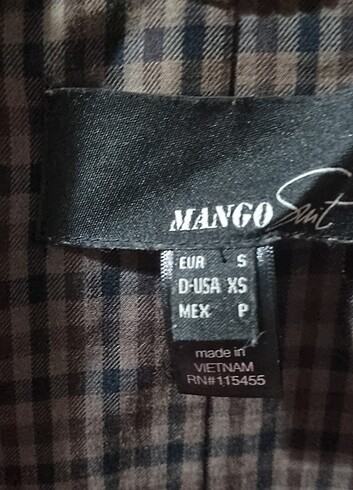 MANGO Suit
EUR S
D-USA XS
MEX P
made in
VIETNAM
RN#115455